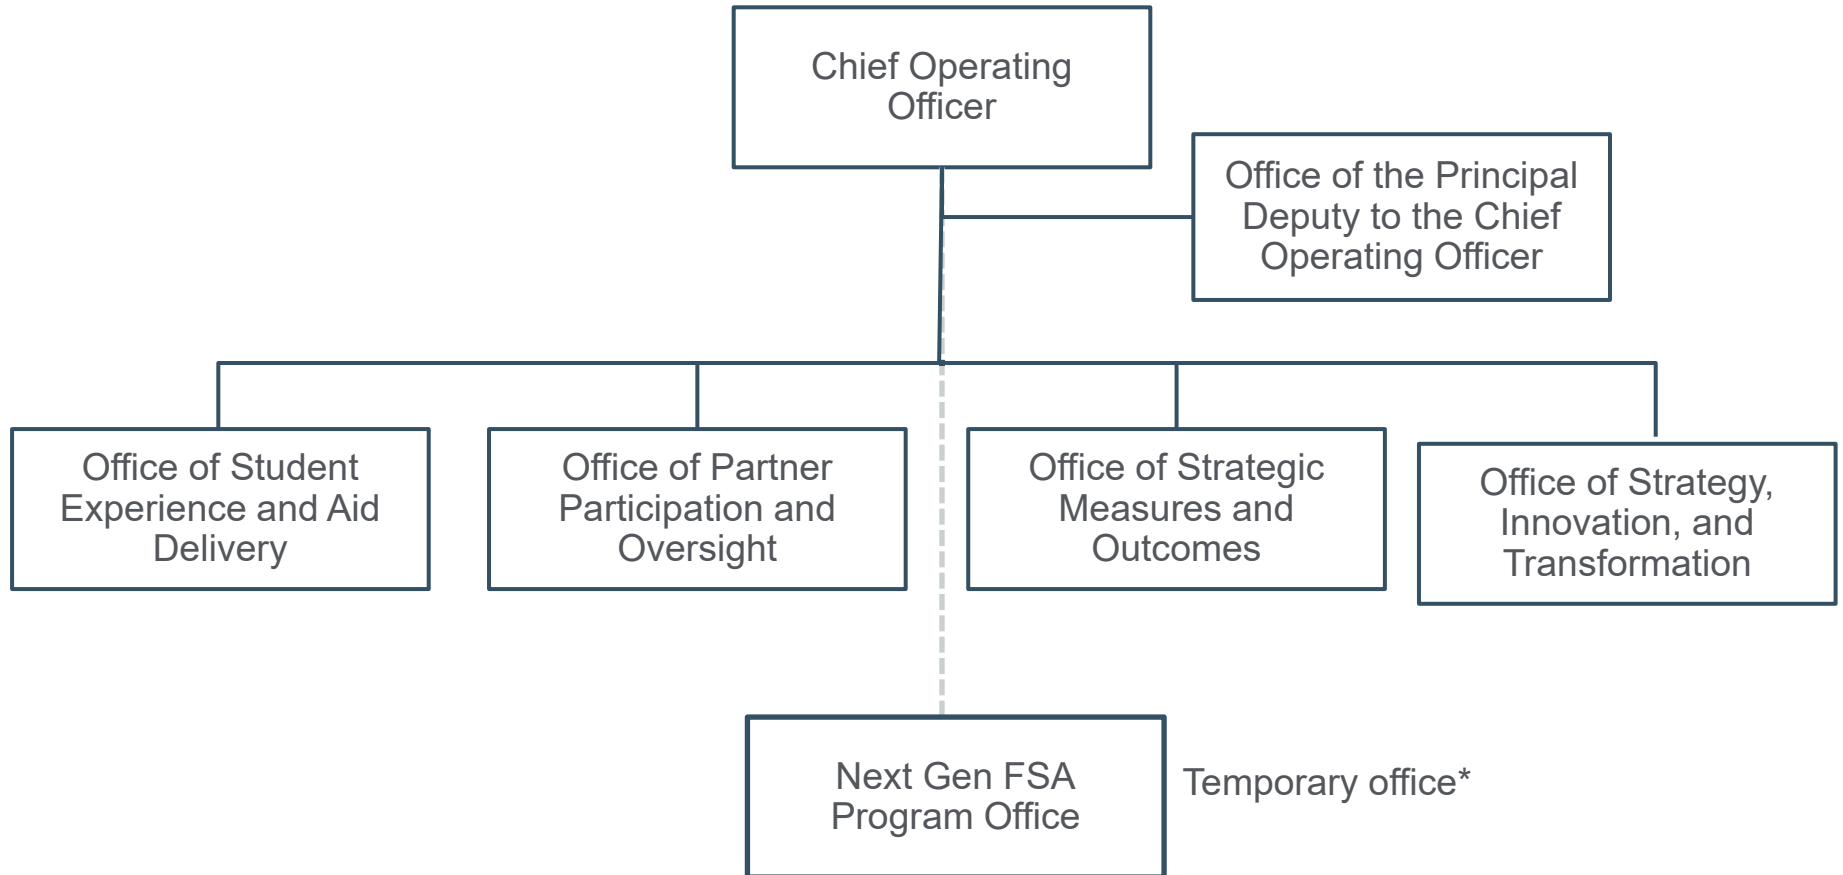 Chief Operating
Officer
Office of the Principal
Deputy to the Chief
Operating Officer
Office of Student
Experience and Aid
Delivery
Office of Partner
Participation and
Oversight
Office of Strategic
Measures and
Outcomes
Office of Strategy,
Innovation, and
Transformation
Next Gen FSA
Program Office
Temporary office*